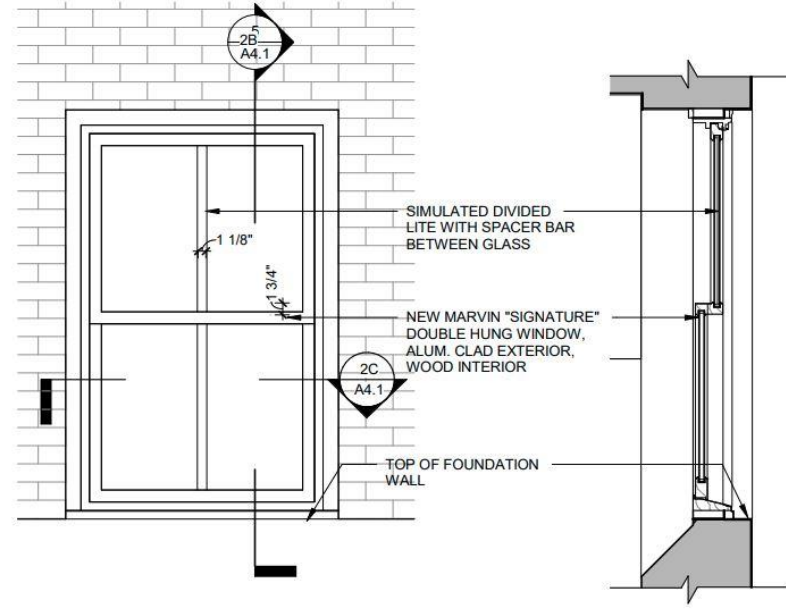 5
2B
A4.1
SIMULATED DIVIDED
LITE WITH SPACER BAR
BETWEEN GLASS
1 1/8"
1 3/4"
NEW MARVIN "SIGNATURE"
DOUBLE HUNG WINDOW,
ALUM. CLAD EXTERIOR,
WOOD INTERIOR
2C
A4.1
TOP OF FOUNDATION
WALL